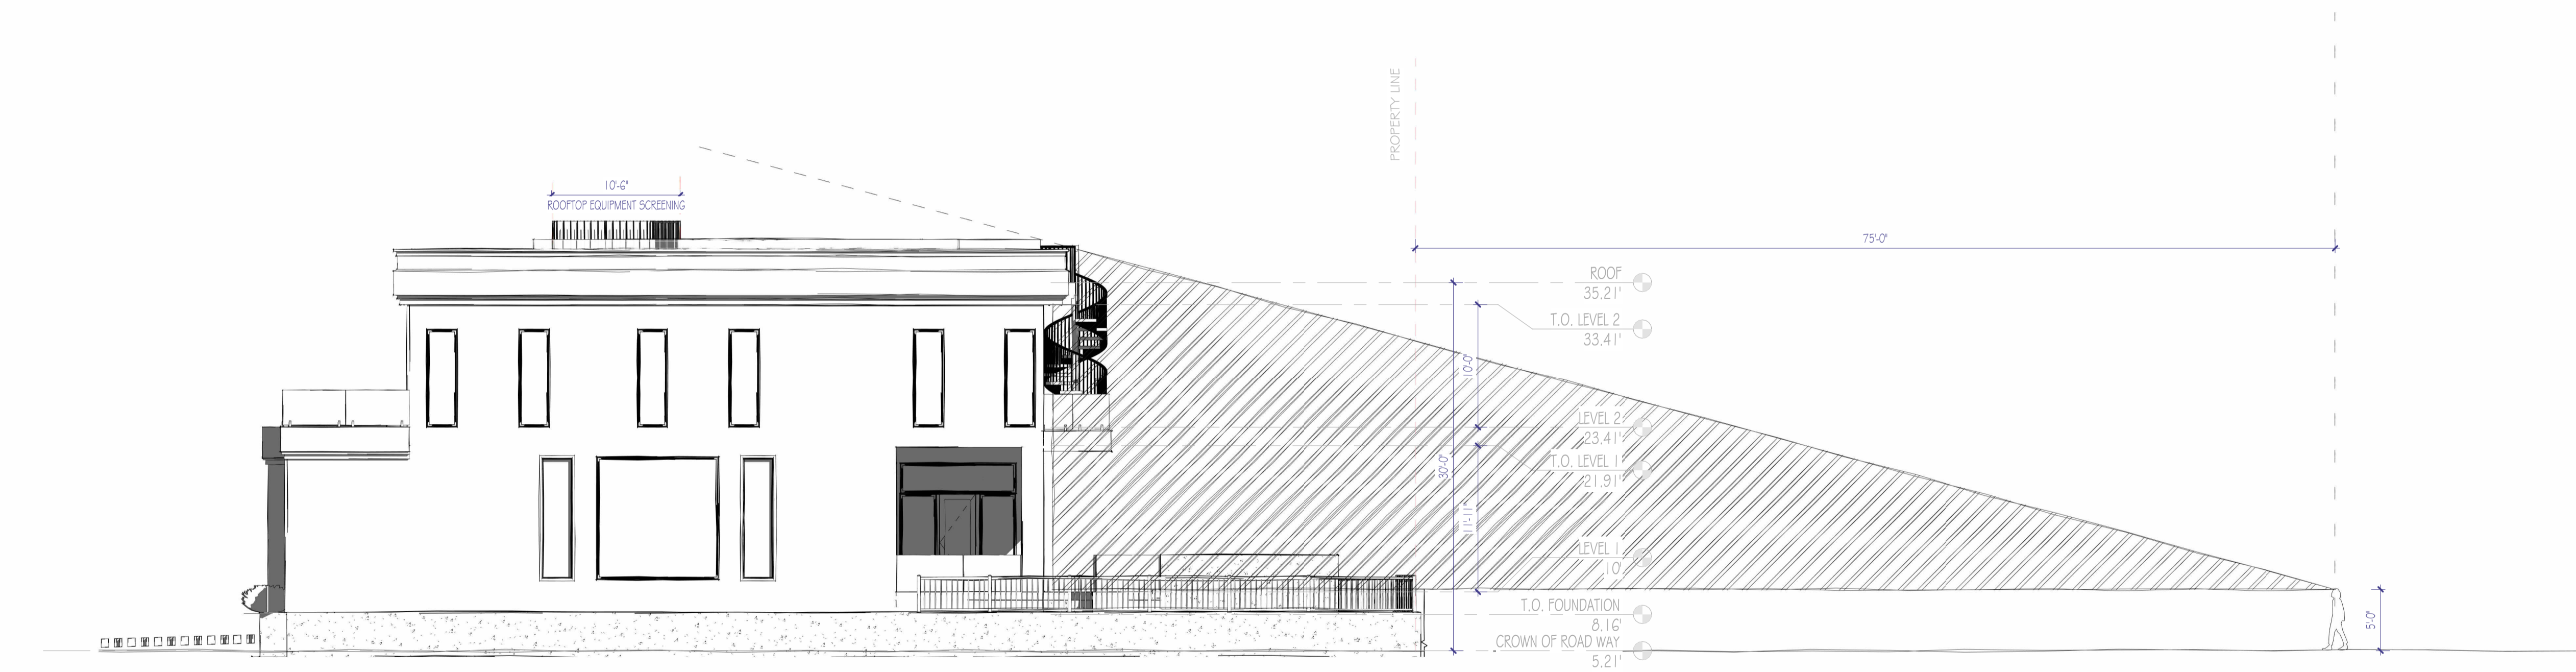 PROPERTY LINE
10'-6"
ROOFTOP EQUIPMENT SCREENING
75'-0"
ROOF
35.21'
T.O. LEVEL 2
33.41'
10'-0"
LEVEL 2
23.41'
T.O. LEVEL 1
21.91'
30'-0"
11'-11"
LEVEL 1
10'
T.O. FOUNDATION
8.16'
CROWN OF ROAD WAY
5.21'
5'-0"